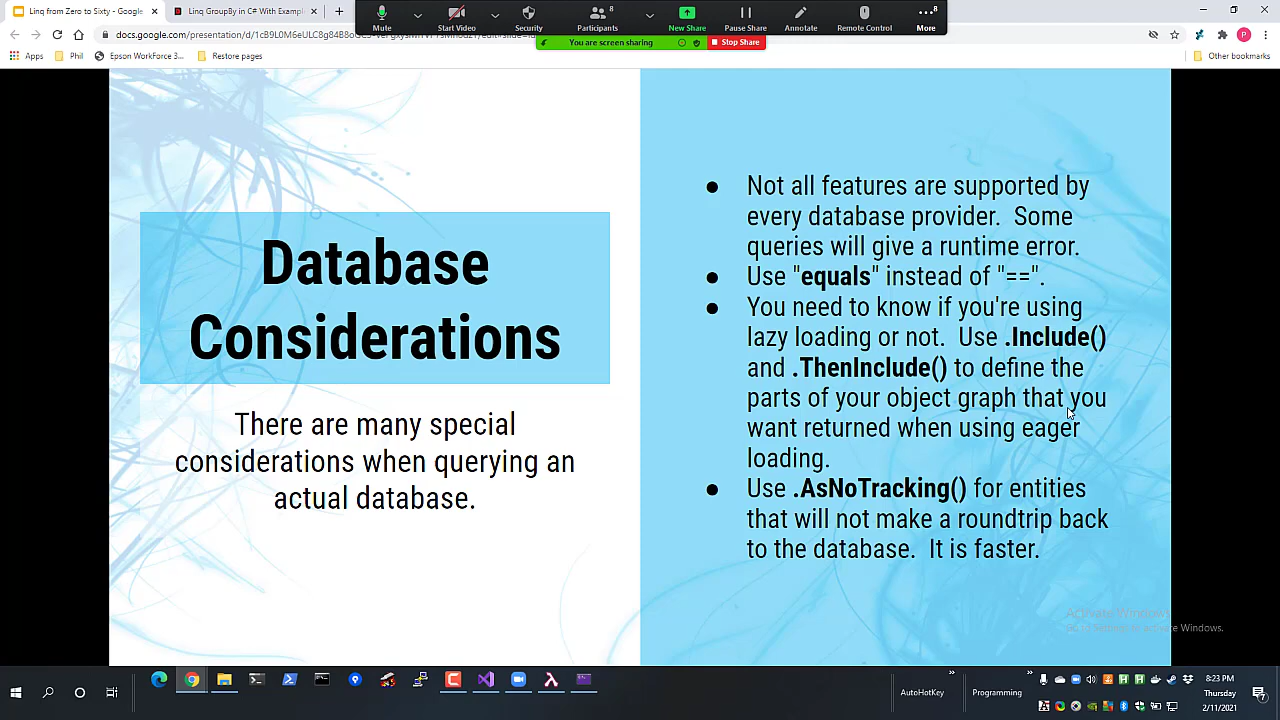 Linq from Zero to Sixty - Google
Linq GroupBy in C# With Example
Mute
Start Video
Security
8
Participants
New Share
Pause Share
Annotate
Remote Control
8
More
You are screen sharing
Stop Share
Apps
Phil
Epson WorkForce 3...
Restore pages
Other bookmarks
P
Database
Considerations
There are many special
considerations when querying an
actual database.
● Not all features are supported by
every database provider. Some
queries will give a runtime error.
● Use "equals" instead of "==".
● You need to know if you're using
lazy loading or not. Use .Include()
and .ThenInclude() to define the
parts of your object graph that you
want returned when using eager
loading.
● Use .AsNoTracking() for entities
that will not make a roundtrip back
to the database. It is faster.
Activate Windows
Go to Settings to activate Windows.
AutoHotKey
Programming
8:23 PM
Thursday
2/11/2021